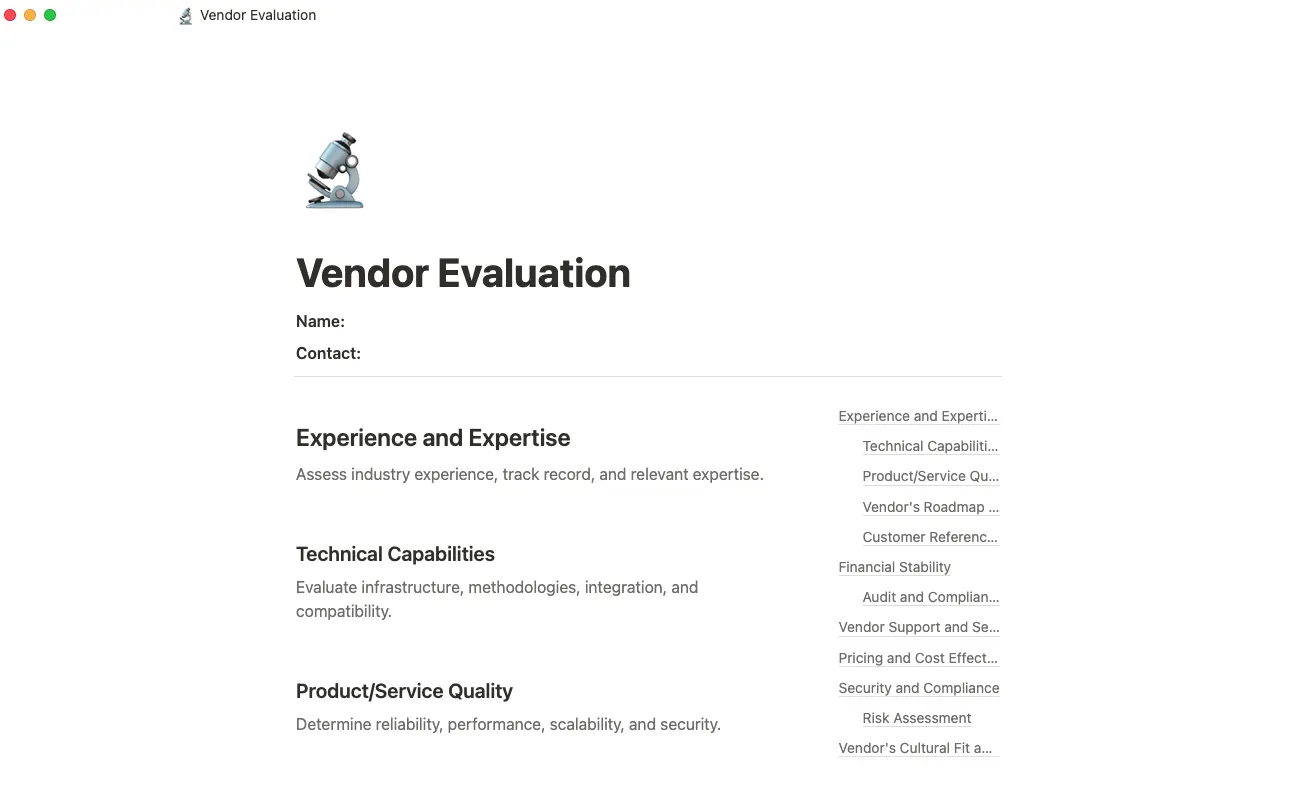 Vendor Evaluation
Vendor Evaluation
Name:
Contact:
Experience and Expertise
Assess industry experience, track record, and relevant expertise.
Technical Capabilities
Evaluate infrastructure, methodologies, integration, and
compatibility.
Product/Service Quality
Determine reliability, performance, scalability, and security.
Experience and Experti...
Technical Capabiliti...
Product/Service Qu...
Vendor's Roadmap ...
Customer Referenc...
Financial Stability
Audit and Complian...
Vendor Support and Se...
Pricing and Cost Effect...
Security and Compliance
Risk Assessment
Vendor's Cultural Fit a...